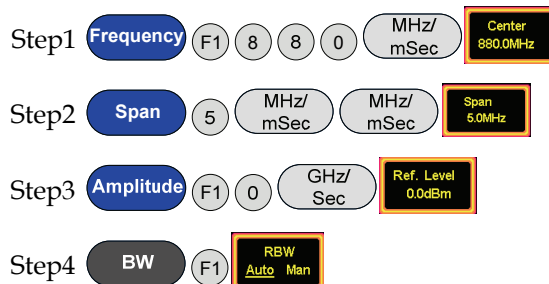 Step1 Frequency F1 8 8 0 MHz/ mSec Center 880.0MHz
Step2 Span 5 MHz/ mSec MHz/ mSec Span 5.0MHz
Step3 Amplitude F1 0 GHz/ Sec Ref. Level 0.0dBm
Step4 BW F1 RBW Auto Man